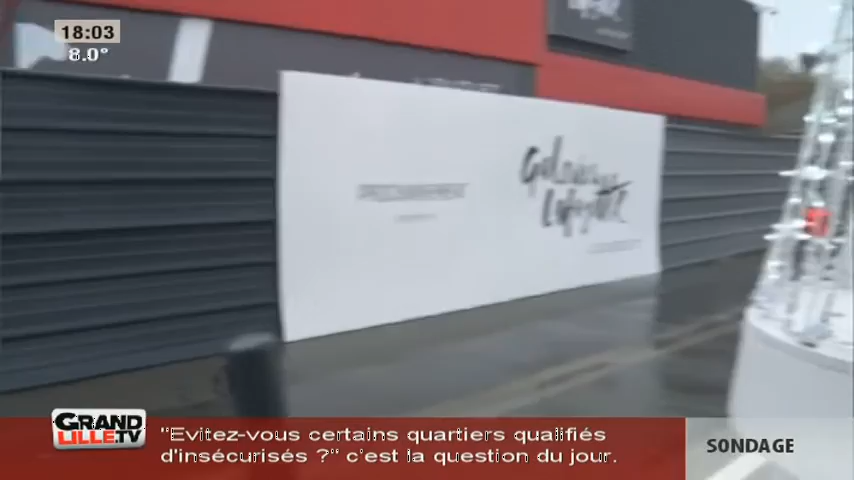 18:03
8.0°
PROCHAINEMENT
Galeries
Lafayette
GRAND
LILLE.TV
"Evitez-vous certains quartiers qualifiés
d'insécurisés ?" c'est la question du jour.
SONDAGE